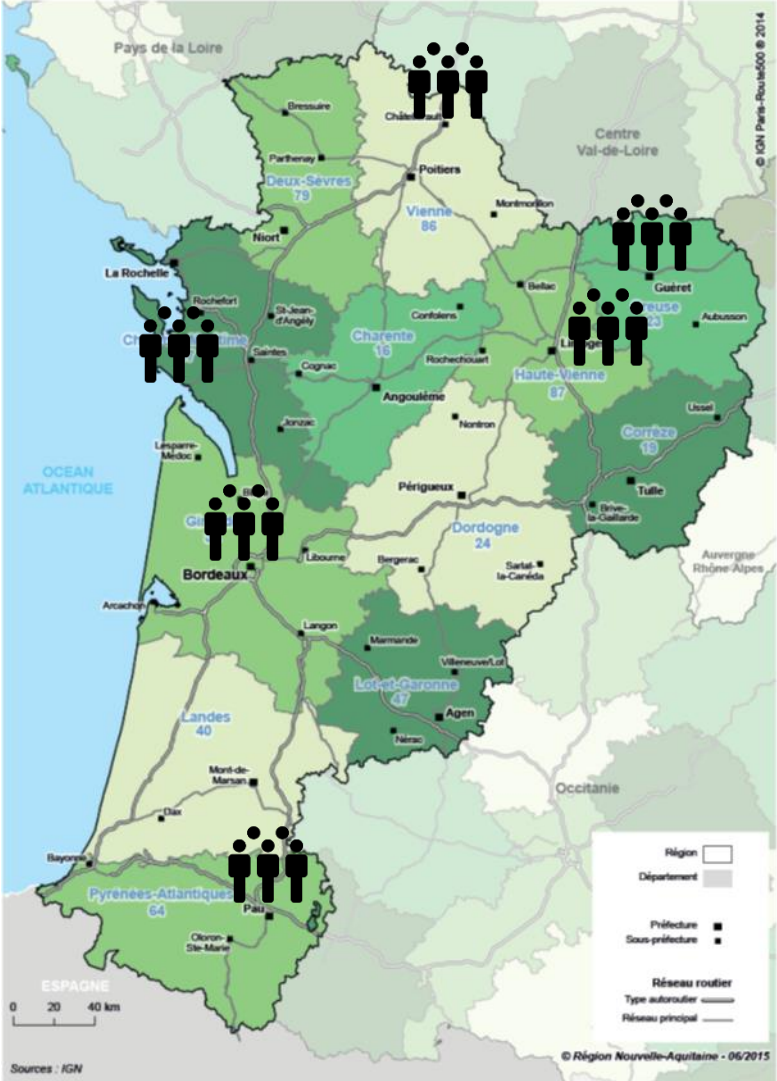 Pays de la Loire
© IGN Paris-Route500 ® 2014
Bressuire
Centre
Val-de-Loire
Parthenay
Poitiers
Deux-Sèvres
79
Montmorillon
Vienne
86
Niort
La Rochelle
Guéret
Bellac
Rochefort
St-Jean-
d'Angély
Confolens
Aubusson
23
Charente
16
Saintes
Rochechouart
Cognac
Haute-Vienne
87
Angoulême
Ussel
Nontron
Jonzac
Corrèze
19
Lesparre-
Médoc
OCEAN
ATLANTIQUE
Périgueux
Tulle
Brive-
la-Gaillarde
Dordogne
24
Libourne
Bergerac
Sarlat-
la-Canéda
Auvergne
Rhône Alpes
Bordeaux
Arcachon
Langon
Marmande
Villeneuve/Lot
Lot-et-Garonne
47
Landes
40
Agen
Nérac
Mont-de-
Marsan
Occitanie
Dax
Bayonne
Région
Département
Pyrénées-Atlantiques
64
Pau
Oloron-
Ste-Marie
Préfecture
Sous-préfecture
ESPAGNE
Réseau routier
Type autoroutier
Réseau principal
0 20 40 km
© Région Nouvelle-Aquitaine - 06/2015
Sources : IGN